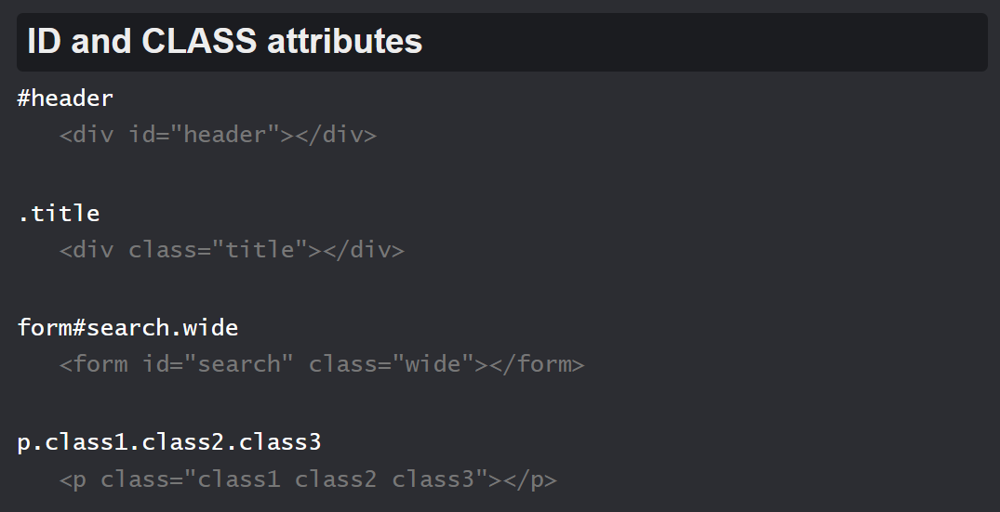 ID and CLASS attributes
#header
<div id="header"></div>
.title
<div class="title"></div>
form#search.wide
<form id="search" class="wide"></form>
p.class1.class2.class3
<p class="class1 class2 class3"></p>